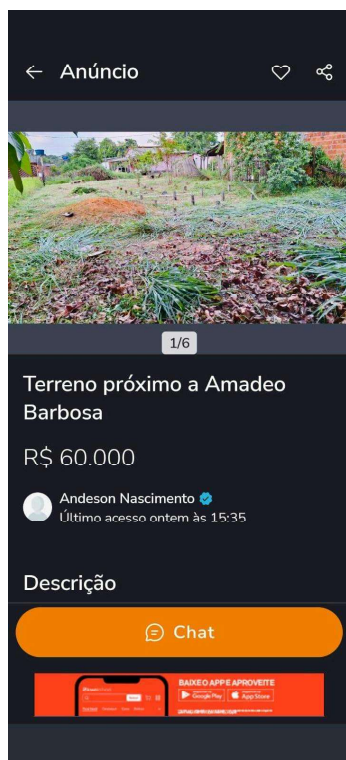 Anúncio
1/6
Terreno próximo a Amadeo
Barbosa
R$ 60.000
Andeson Nascimento
Último acesso ontem às 15:35
Descrição
Chat
BAIXE O APP E APROVEITE
Google Play
App Store